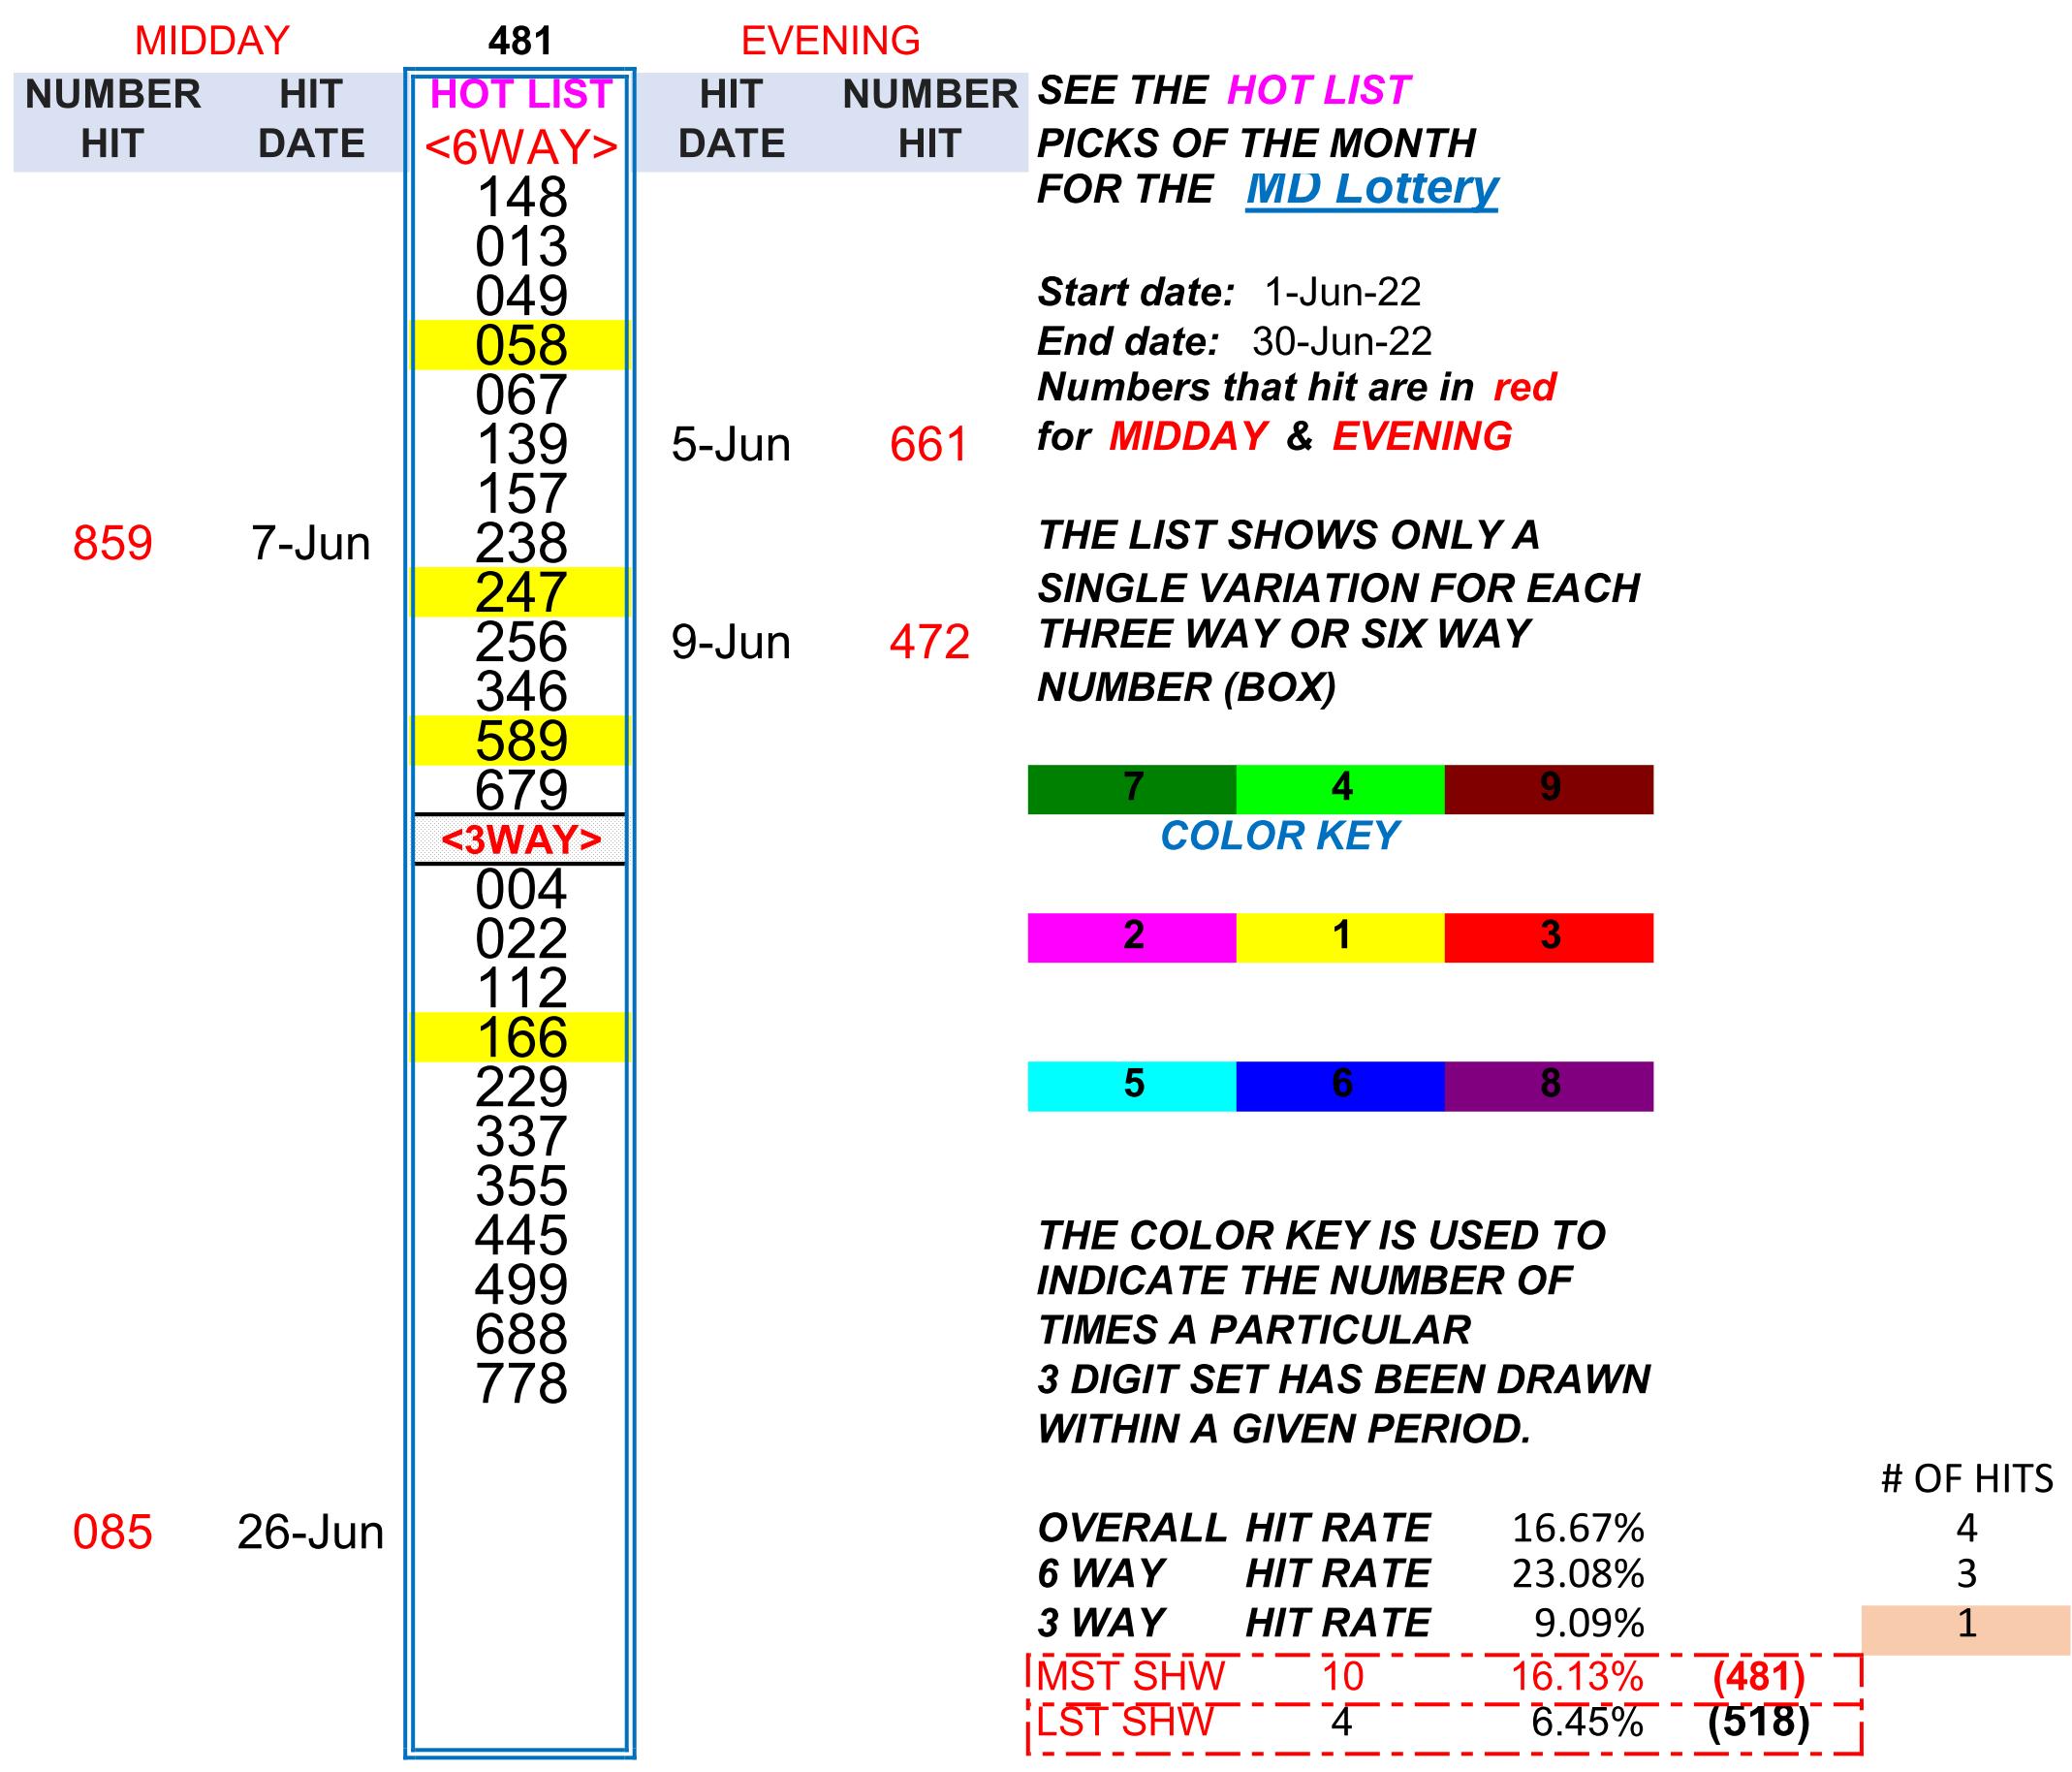 MIDDAY 481 EVENING
NUMBER HIT HOT LIST HIT NUMBER SEE THE HOT LIST
HIT DATE <6WAY> DATE HIT PICKS OF THE MONTH
148 FOR THE MD Lottery
013
049 Start date: 1-Jun-22
058 End date: 30-Jun-22
067 Numbers that hit are in red
139 5-Jun 661 for MIDDAY & EVENING
157
859 7-Jun 238 THE LIST SHOWS ONLY A
247 SINGLE VARIATION FOR EACH
256 9-Jun 472 THREE WAY OR SIX WAY
346 NUMBER (BOX)
589
679 7 4 9
<3WAY> COLOR KEY
004
022 2 1 3
112
166
229 5 6 8
337
355
445 THE COLOR KEY IS USED TO
499 INDICATE THE NUMBER OF
688 TIMES A PARTICULAR
778 3 DIGIT SET HAS BEEN DRAWN
WITHIN A GIVEN PERIOD.
# OF HITS
085 26-Jun OVERALL HIT RATE 16.67% 4
6 WAY HIT RATE 23.08% 3
3 WAY HIT RATE 9.09% 1
MST SHW 10 16.13% (481)
LST SHW 4 6.45% (518)